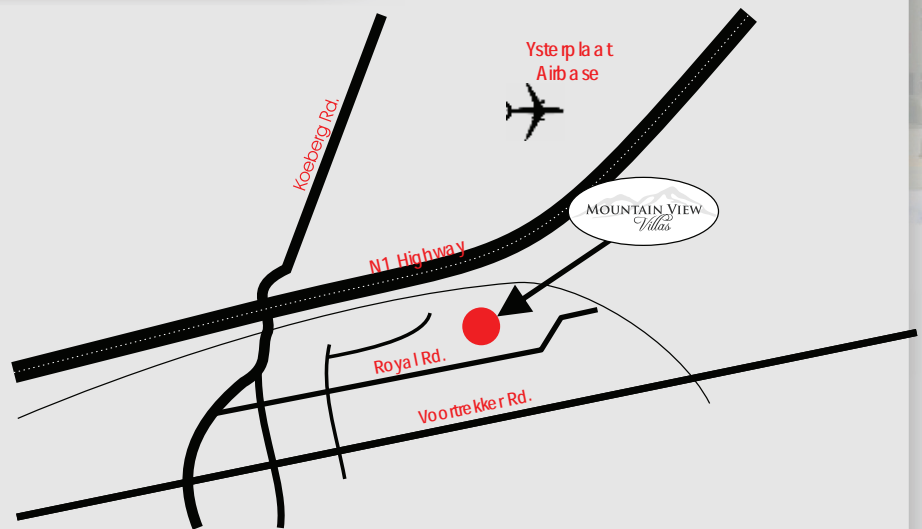 Ysterplaat
Airbase
Koeberg Rd.
MOUNTAIN VIEW
Villas
N1 Highway
Royal Rd.
Voortrekker Rd.